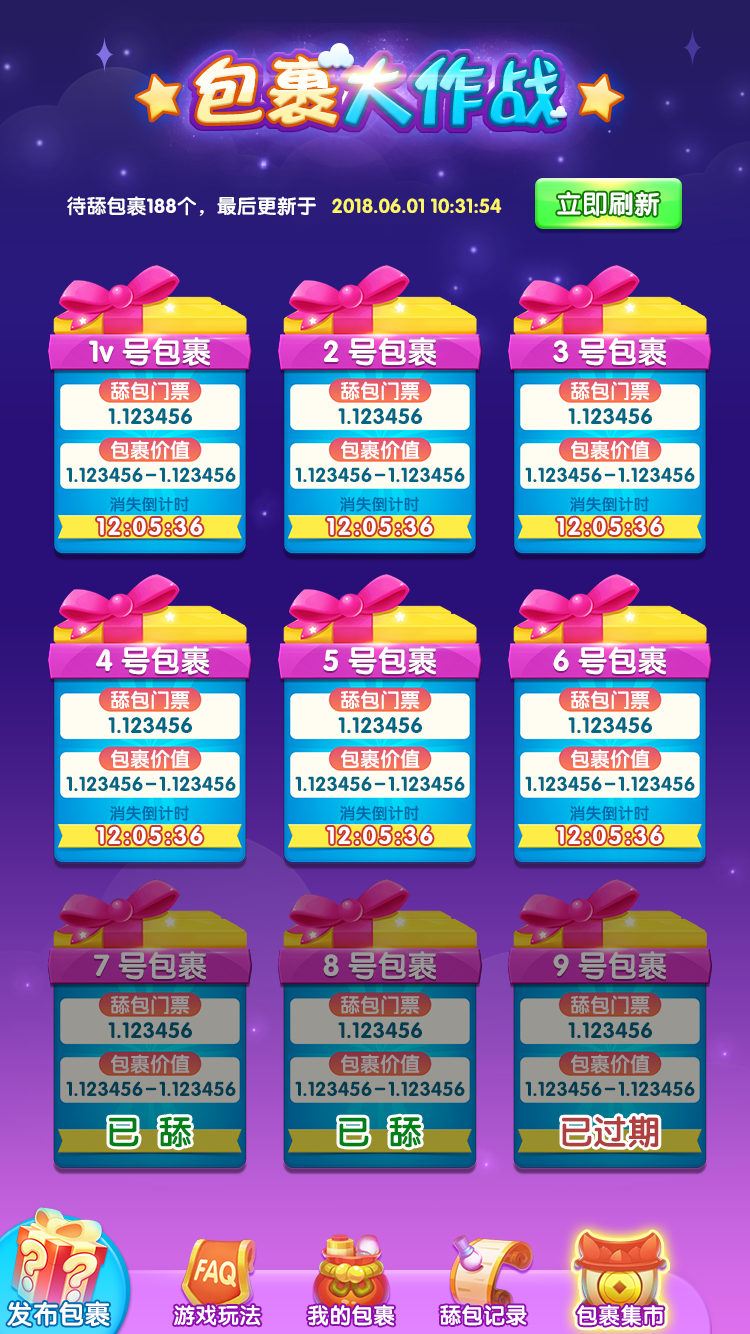 包裹大作战
待舔包裹188个，最后更新于 2018.06.01 10:31:54 立即刷新
1v 号包裹 2 号包裹 3 号包裹
舔包门票 舔包门票 舔包门票
1.123456 1.123456 1.123456
包裹价值 包裹价值 包裹价值
1.123456-1.123456 1.123456-1.123456 1.123456-1.123456
消失倒计时 消失倒计时 消失倒计时
12:05:36 12:05:36 12:05:36
4 号包裹 5 号包裹 6 号包裹
舔包门票 舔包门票 舔包门票
1.123456 1.123456 1.123456
包裹价值 包裹价值 包裹价值
1.123456-1.123456 1.123456-1.123456 1.123456-1.123456
消失倒计时 消失倒计时 消失倒计时
12:05:36 12:05:36 12:05:36
7 号包裹 8 号包裹 9 号包裹
舔包门票 舔包门票 舔包门票
1.123456 1.123456 1.123456
包裹价值 包裹价值 包裹价值
1.123456-1.123456 1.123456-1.123456 1.123456-1.123456
已 舔 已 舔 已过期
? ? FAQ
发布包裹 游戏玩法 我的包裹 舔包记录 包裹集市